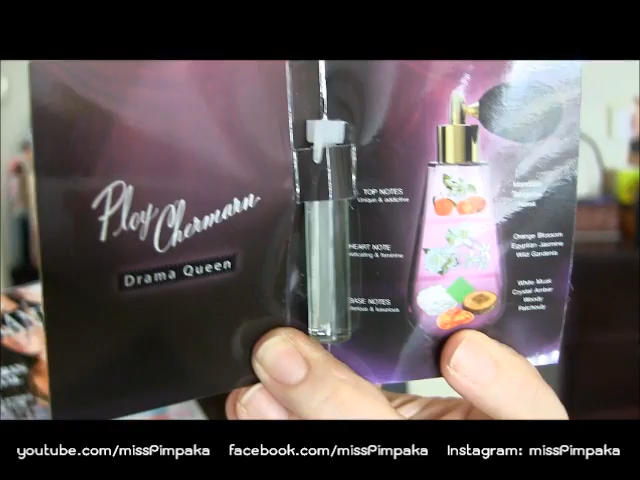 Ploy Chermarn
Drama Queen
TOP NOTES
Unique & addictive
HEART NOTE
& feminine
BASE NOTES
& luxurious
Orange Blossom
Egyptian Jasmine
Wild Gardenia
White Musk
Crystal Amber
Woody
Patchouly
youtube.com/missPimpaka facebook.com/missPimpaka Instagram: missPimpaka